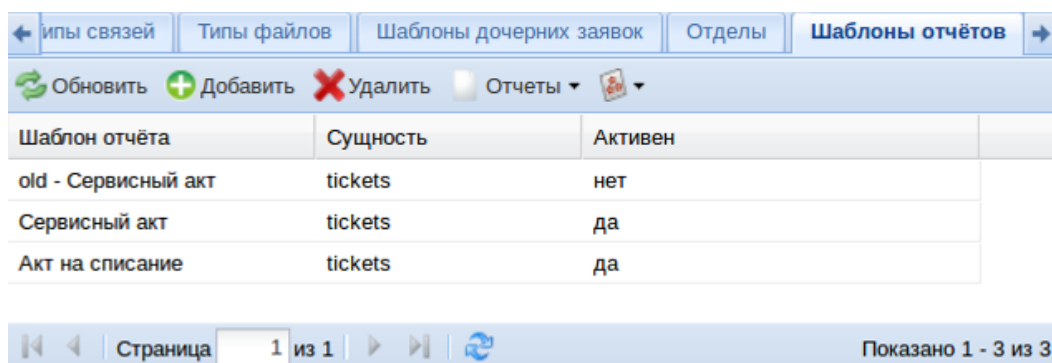 ипы связей Типы файлов Шаблоны дочерних заявок Отделы Шаблоны отчётов
Обновить Добавить Удалить Отчеты
Шаблон отчёта Сущность Активен
old - Сервисный акт tickets нет
Сервисный акт tickets да
Акт на списание tickets да
Страница 1 из 1 Показано 1 - 3 из 3